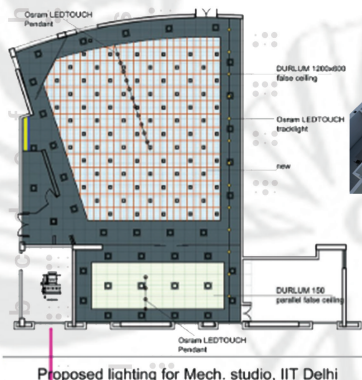 Osram LEDTOUCH
Pendant
DURLUM 1200x600
false ceiling
Osram LEDTOUCH
tracklight
new
DURLUM 150
parallel false ceiling
Osram LEDTOUCH
Pendant
Proposed lighting for Mech. studio, IIT Delhi